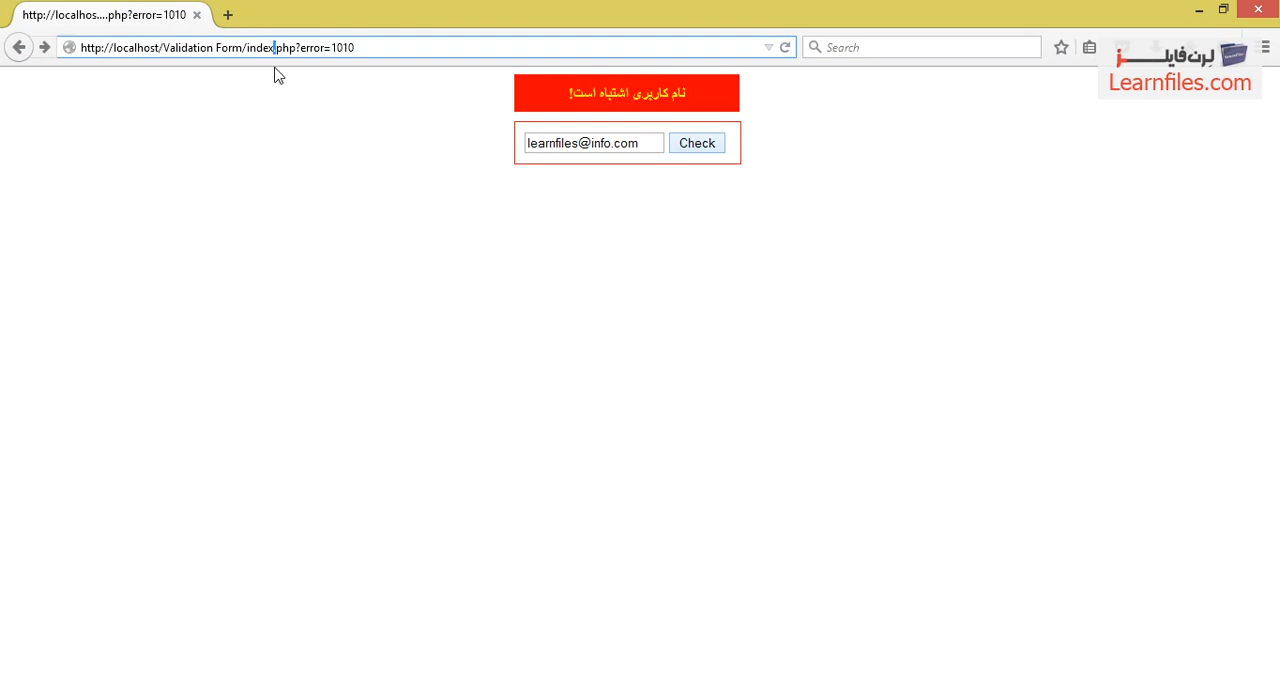 http://localhos....php?error=1010
http://localhost/Validation Form/index.php?error=1010
Search
لرن‌فایلز
Learnfiles.com
نام کاربری اشتباه است!
learnfiles@info.com
Check